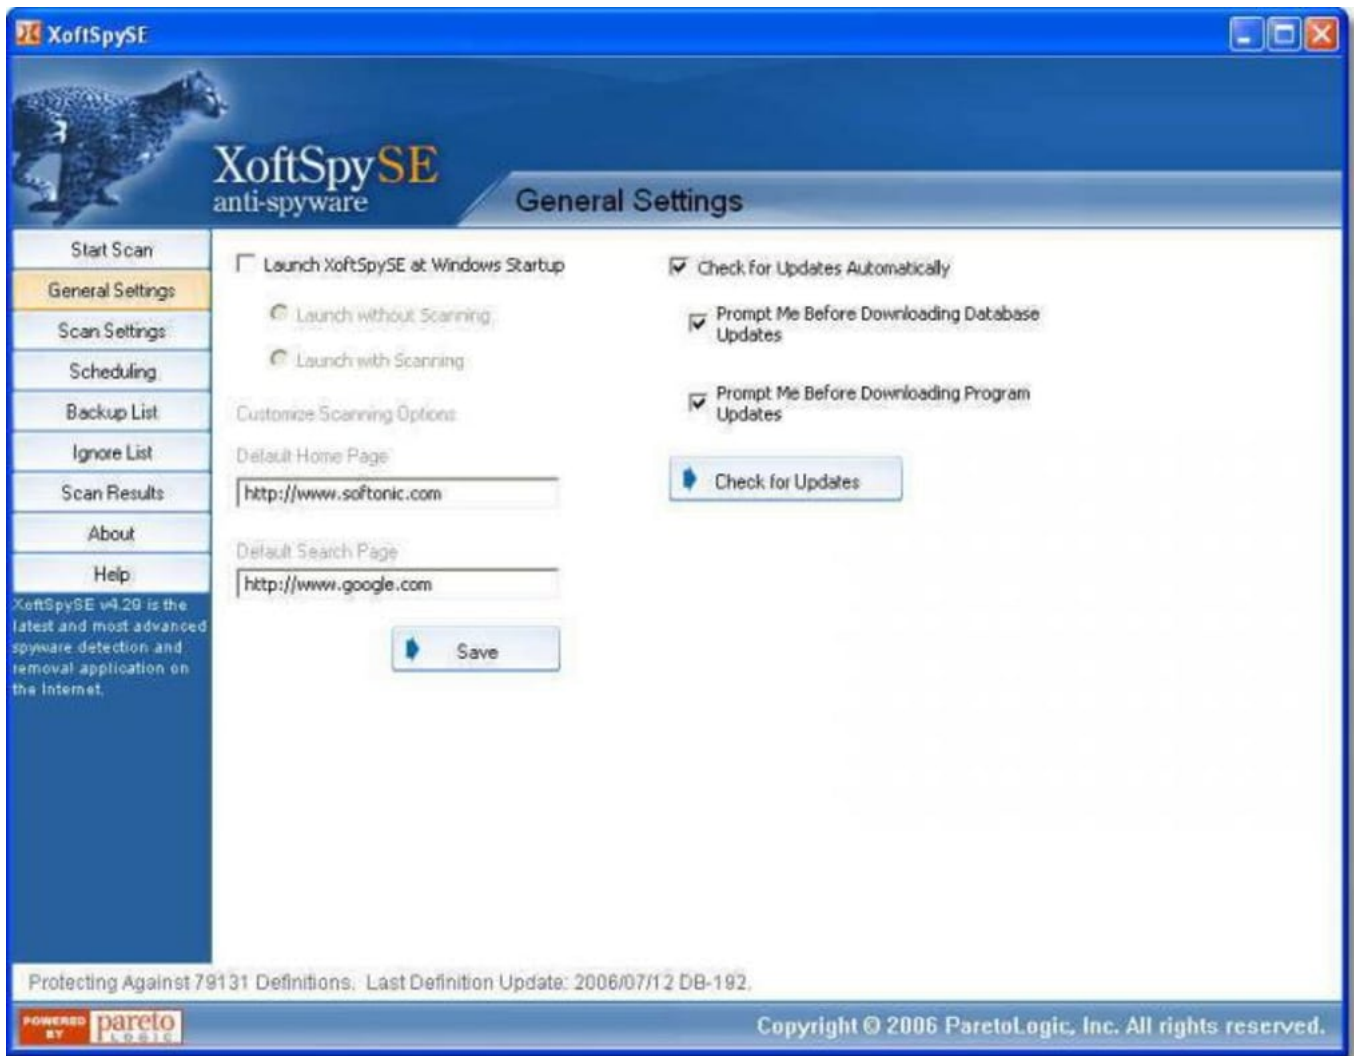 XoftSpySE
XoftSpySE
anti-spyware
General Settings
Start Scan
General Settings
Scan Settings
Scheduling
Backup List
Ignore List
Scan Results
About
Help
XoftSpySE v4.20 is the
latest and most advanced
spyware detection and
removal application on
the Internet.
Launch XoftSpySE at Windows Startup
Launch without Scanning
Launch with Scanning
Customize Scanning Options
Default Home Page
http://www.softonic.com
Default Search Page
http://www.google.com
Save
Check for Updates Automatically
Prompt Me Before Downloading Database
Updates
Prompt Me Before Downloading Program
Updates
Check for Updates
Protecting Against 79131 Definitions. Last Definition Update: 2006/07/12 DB-192.
POWERED
BY
pareto
LOGIC
Copyright © 2006 ParetoLogic, Inc. All rights reserved.